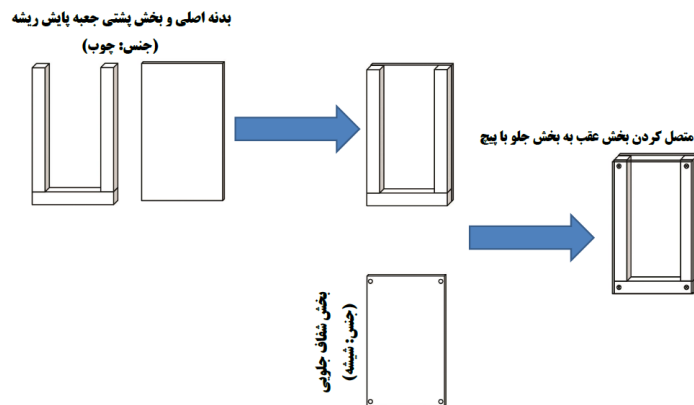 بدنه اصلی و بخش پشتی جعبه پایش ریشه
(جنس: چوب)
متصل کردن بخش عقب به بخش جلو با پیچ
بخش شفاف جلویی
(جنس: شیشه)